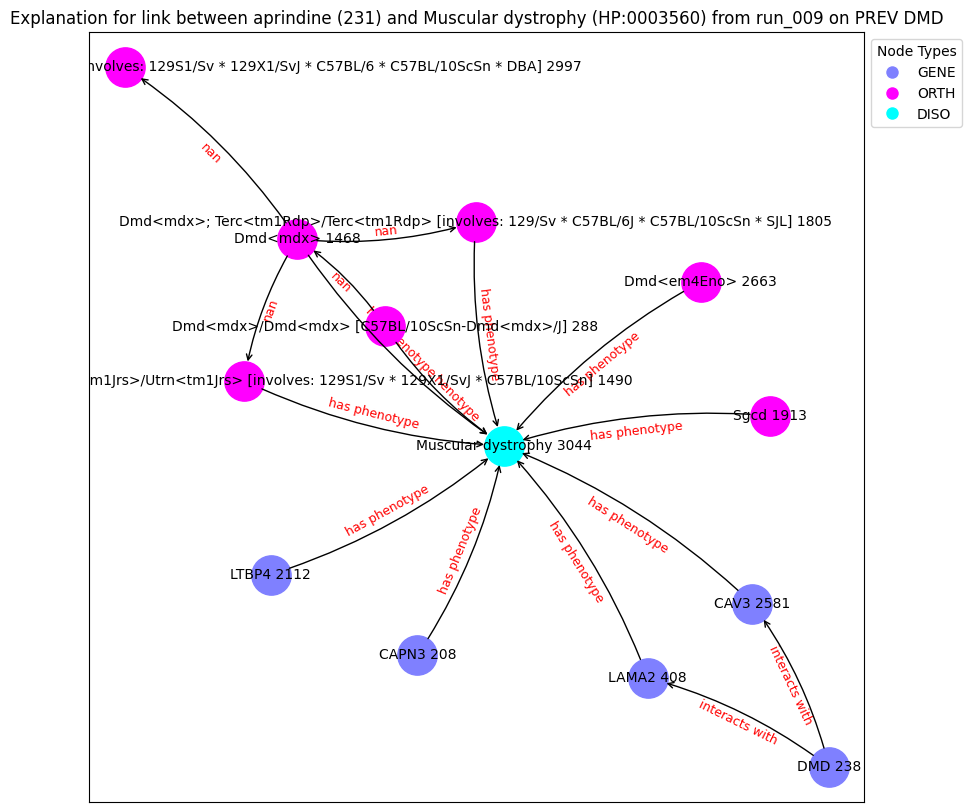 Explanation for link between aprindine (231) and Muscular dystrophy (HP:0003560) from run_009 on PREV DMD
Node Types
GENE
ORTH
DISO
nvolves: 129S1/Sv * 129X1/SvJ * C57BL/6 * C57BL/10ScSn * DBA] 2997
nan
Dmd<mdx>; Terc<tm1Rdp>/Terc<tm1Rdp> [involves: 129/Sv * C57BL/6J * C57BL/10ScSn * SJL] 1805
nan
Dmd<mdx> 1468
nan
Dmd<em4Eno> 2663
nan
Dmd<mdx>/Dmd<mdx> [C57BL/10ScSn-Dmd<mdx>/J] 288
has phenotype
has phenotype
phenotype
m1Jrs>/Utrn<tm1Jrs> [involves: 129S1/Sv * 129X1/SvJ * C57BL/10ScSn] 1490
has phenotype
Sgcd 1913
has phenotype
Muscular dystrophy 3044
has phenotype
has phenotype
has phenotype
has phenotype
LTBP4 2112
CAV3 2581
CAPN3 208
LAMA2 408
interacts with
interacts with
DMD 238